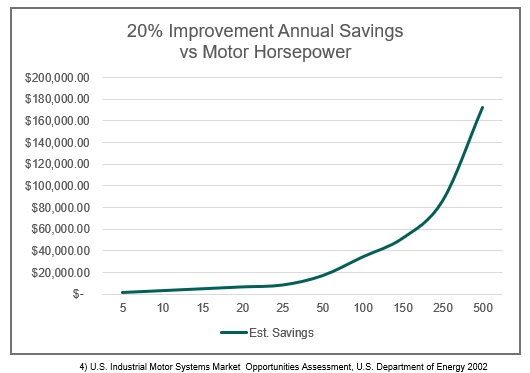 20% Improvement Annual Savings
vs Motor Horsepower
$200,000.00
$180,000.00
$160,000.00
$140,000.00
$120,000.00
$100,000.00
$80,000.00
$60,000.00
$40,000.00
$20,000.00
$-
5 10 15 20 25 50 100 150 250 500
Est. Savings
4) U.S. Industrial Motor Systems Market Opportunities Assessment, U.S. Department of Energy 2002